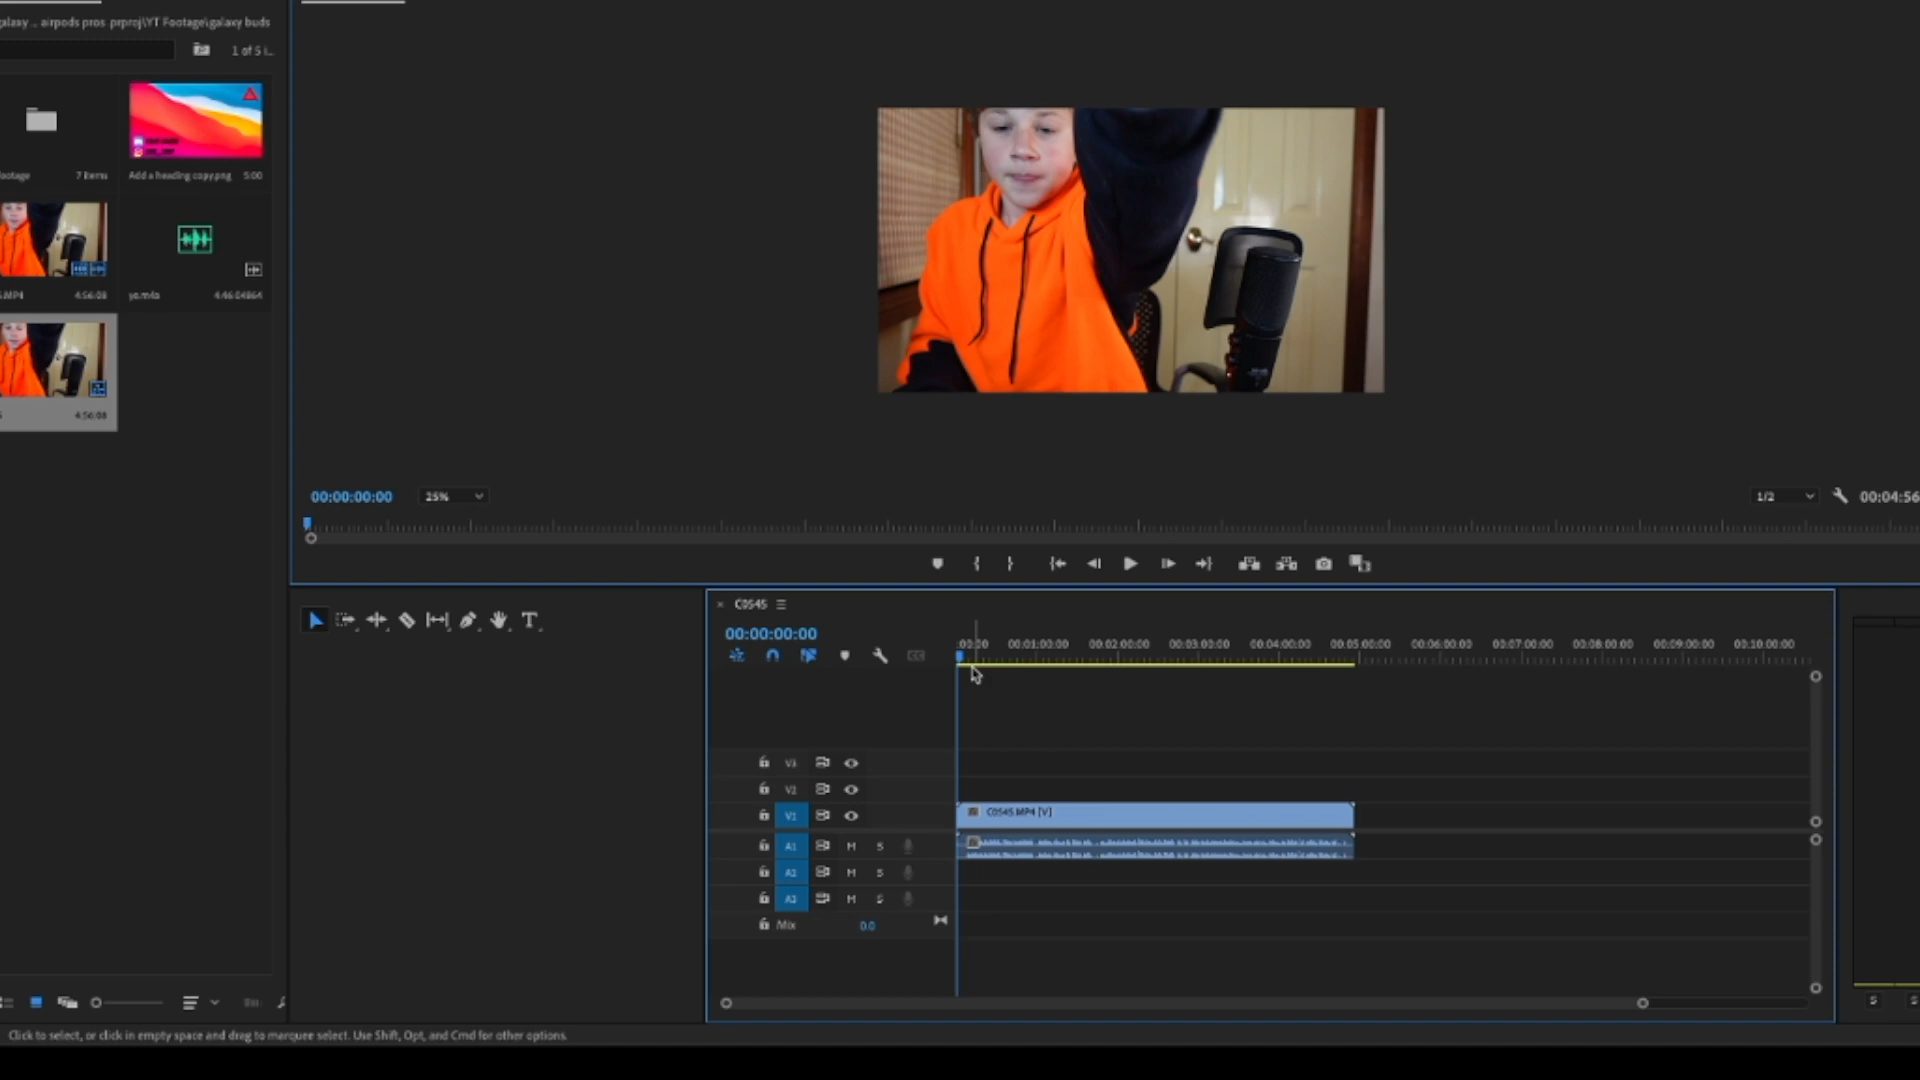 galaxy ... airpods pros .prproj\YT Footage\galaxy buds
1 of 5 i...
ootage 7 items
Add a heading copy.png 5:00
.MP4 4:56:08
yo.m4a 4:46:04864
4:56:08
00:00:00:00
25%
1/2
00:04:56
C0545
00:00:00:00
:00:00 00:01:00:00 00:02:00:00 00:03:00:00 00:04:00:00 00:05:00:00 00:06:00:00 00:07:00:00 00:08:00:00 00:09:00:00 00:10:00:00
V3
V2
V1
C0545.MP4 [V]
A1 M S
A2 M S
A3 M S
Mix 0.0
S S
Click to select, or click in empty space and drag to marquee select. Use Shift, Opt, and Cmd for other options.